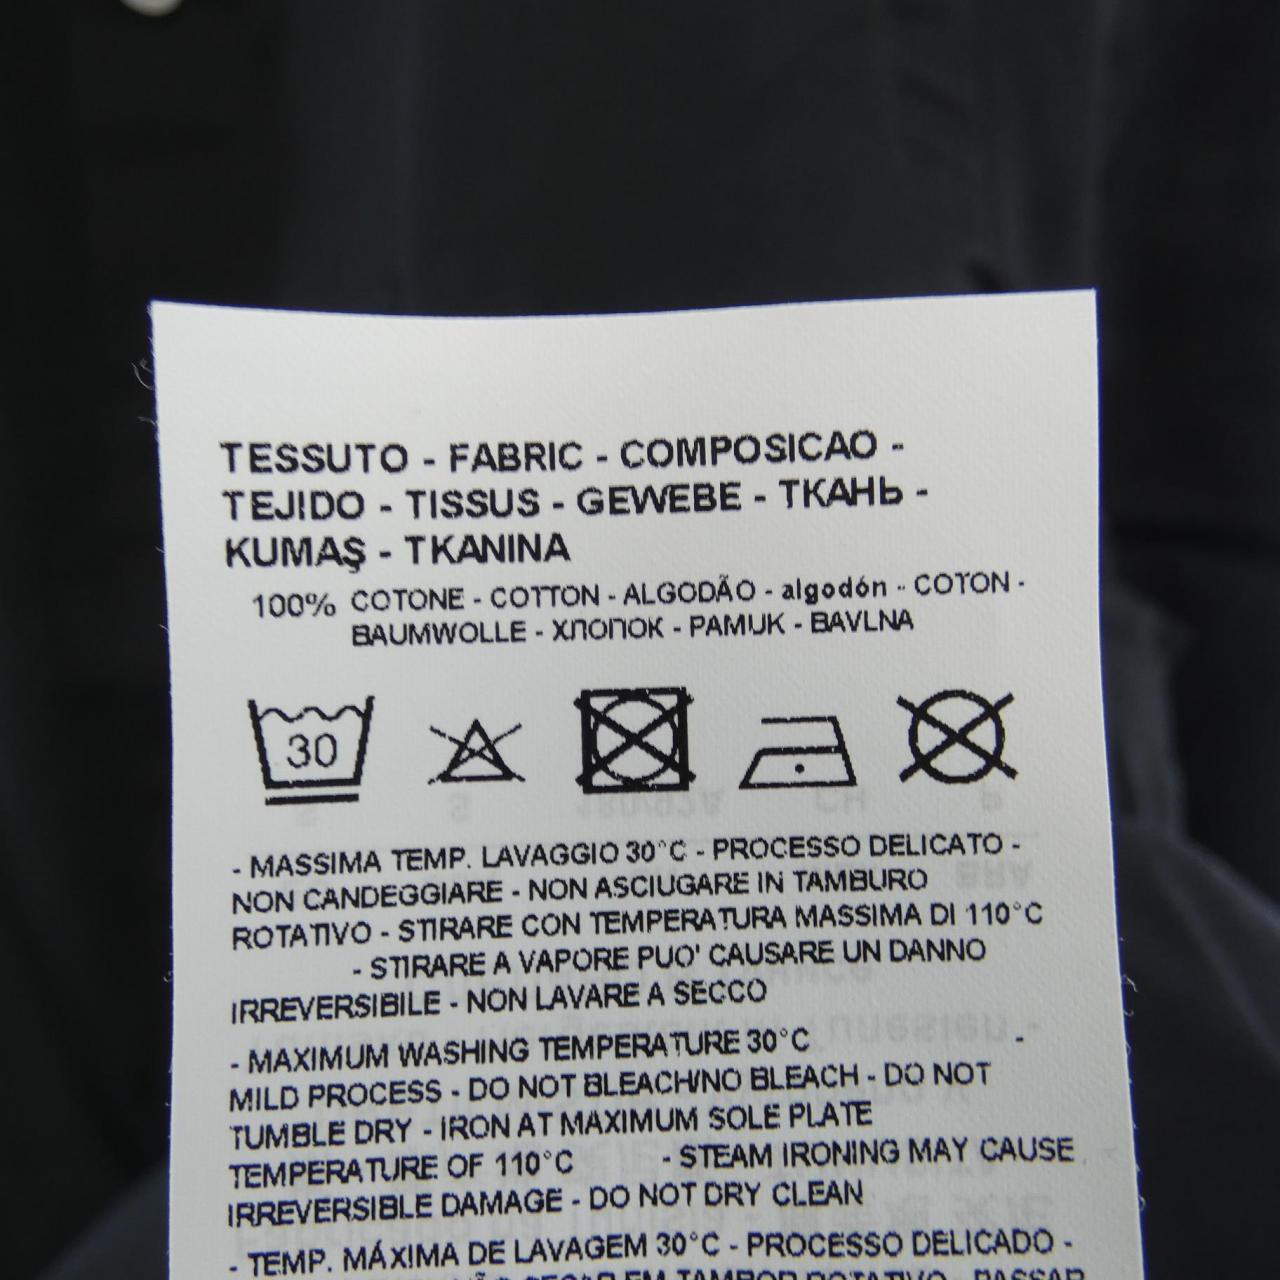 TESSUTO - FABRIC - COMPOSICAO -
TEJIDO - TISSUS - GEWEBE - ТКАНЬ -
KUMAŞ - TKANINA
100% COTONE - COTTON - ALGODÃO - algodón - COTON -
BAUMWOLLE - ХЛОПОК - PAMUK - BAVLNA
30
- MASSIMA TEMP. LAVAGGIO 30°C - PROCESSO DELICATO -
NON CANDEGGIARE - NON ASCIUGARE IN TAMBURO
ROTATIVO - STIRARE CON TEMPERATURA MASSIMA DI 110°C
- STIRARE A VAPORE PUO' CAUSARE UN DANNO
IRREVERSIBILE - NON LAVARE A SECCO
- MAXIMUM WASHING TEMPERATURE 30°C -
MILD PROCESS - DO NOT BLEACH/NO BLEACH - DO NOT
TUMBLE DRY - IRON AT MAXIMUM SOLE PLATE
TEMPERATURE OF 110°C - STEAM IRONING MAY CAUSE
IRREVERSIBLE DAMAGE - DO NOT DRY CLEAN
- TEMP. MÁXIMA DE LAVAGEM 30°C - PROCESSO DELICADO -
EM TAMBOR ROTATIVO - PASSAR